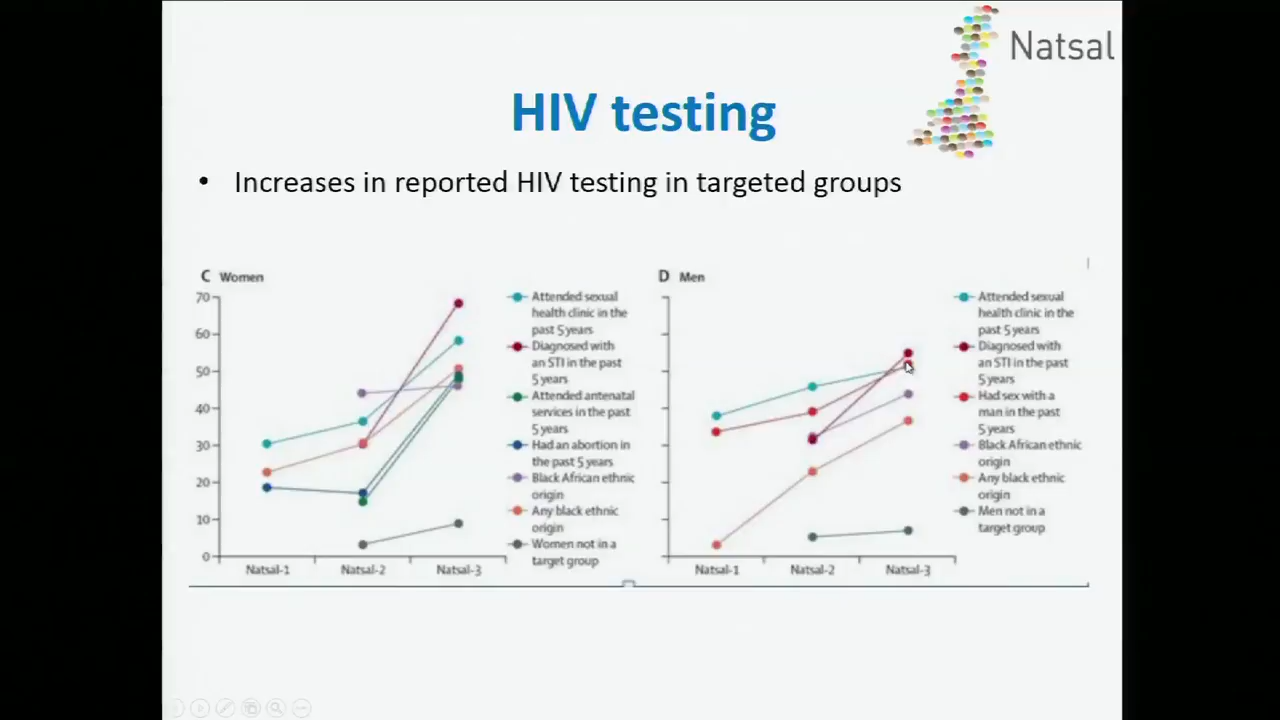 Natsal
HIV testing
• Increases in reported HIV testing in targeted groups
C Women
70
60
50
40
30
20
10
0
Natsal-1 Natsal-2 Natsal-3
Attended sexual
health clinic in the
past 5 years
Diagnosed with
an STI in the past
5 years
Attended antenatal
services in the past
5 years
Had an abortion in
the past 5 years
Black African ethnic
origin
Any black ethnic
origin
Women not in a
target group
D Men
Natsal-1 Natsal-2 Natsal-3
Attended sexual
health clinic in the
past 5 years
Diagnosed with
an STI in the past
5 years
Had sex with a
man in the past
5 years
Black African ethnic
origin
Any black ethnic
origin
Men not in a
target group